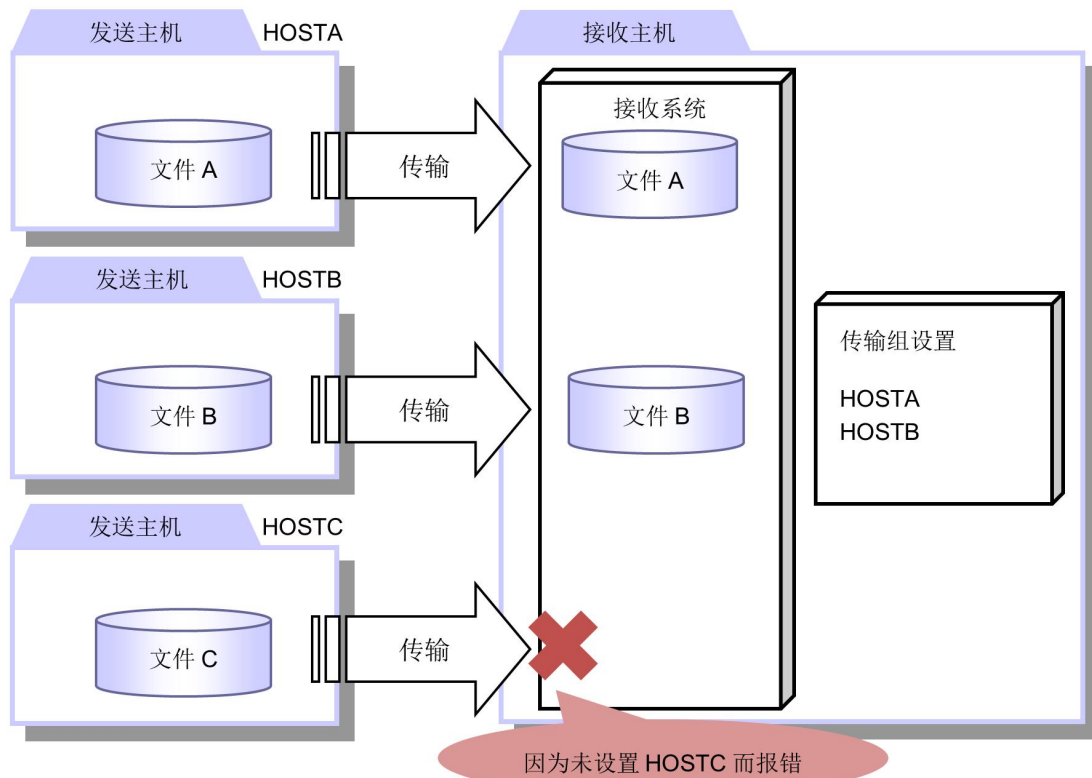 发送主机 HOSTA
文件 A
传输
发送主机 HOSTB
文件 B
传输
发送主机 HOSTC
文件 C
传输
接收主机
接收系统
文件 A
文件 B
传输组设置
HOSTA
HOSTB
因为未设置 HOSTC 而报错